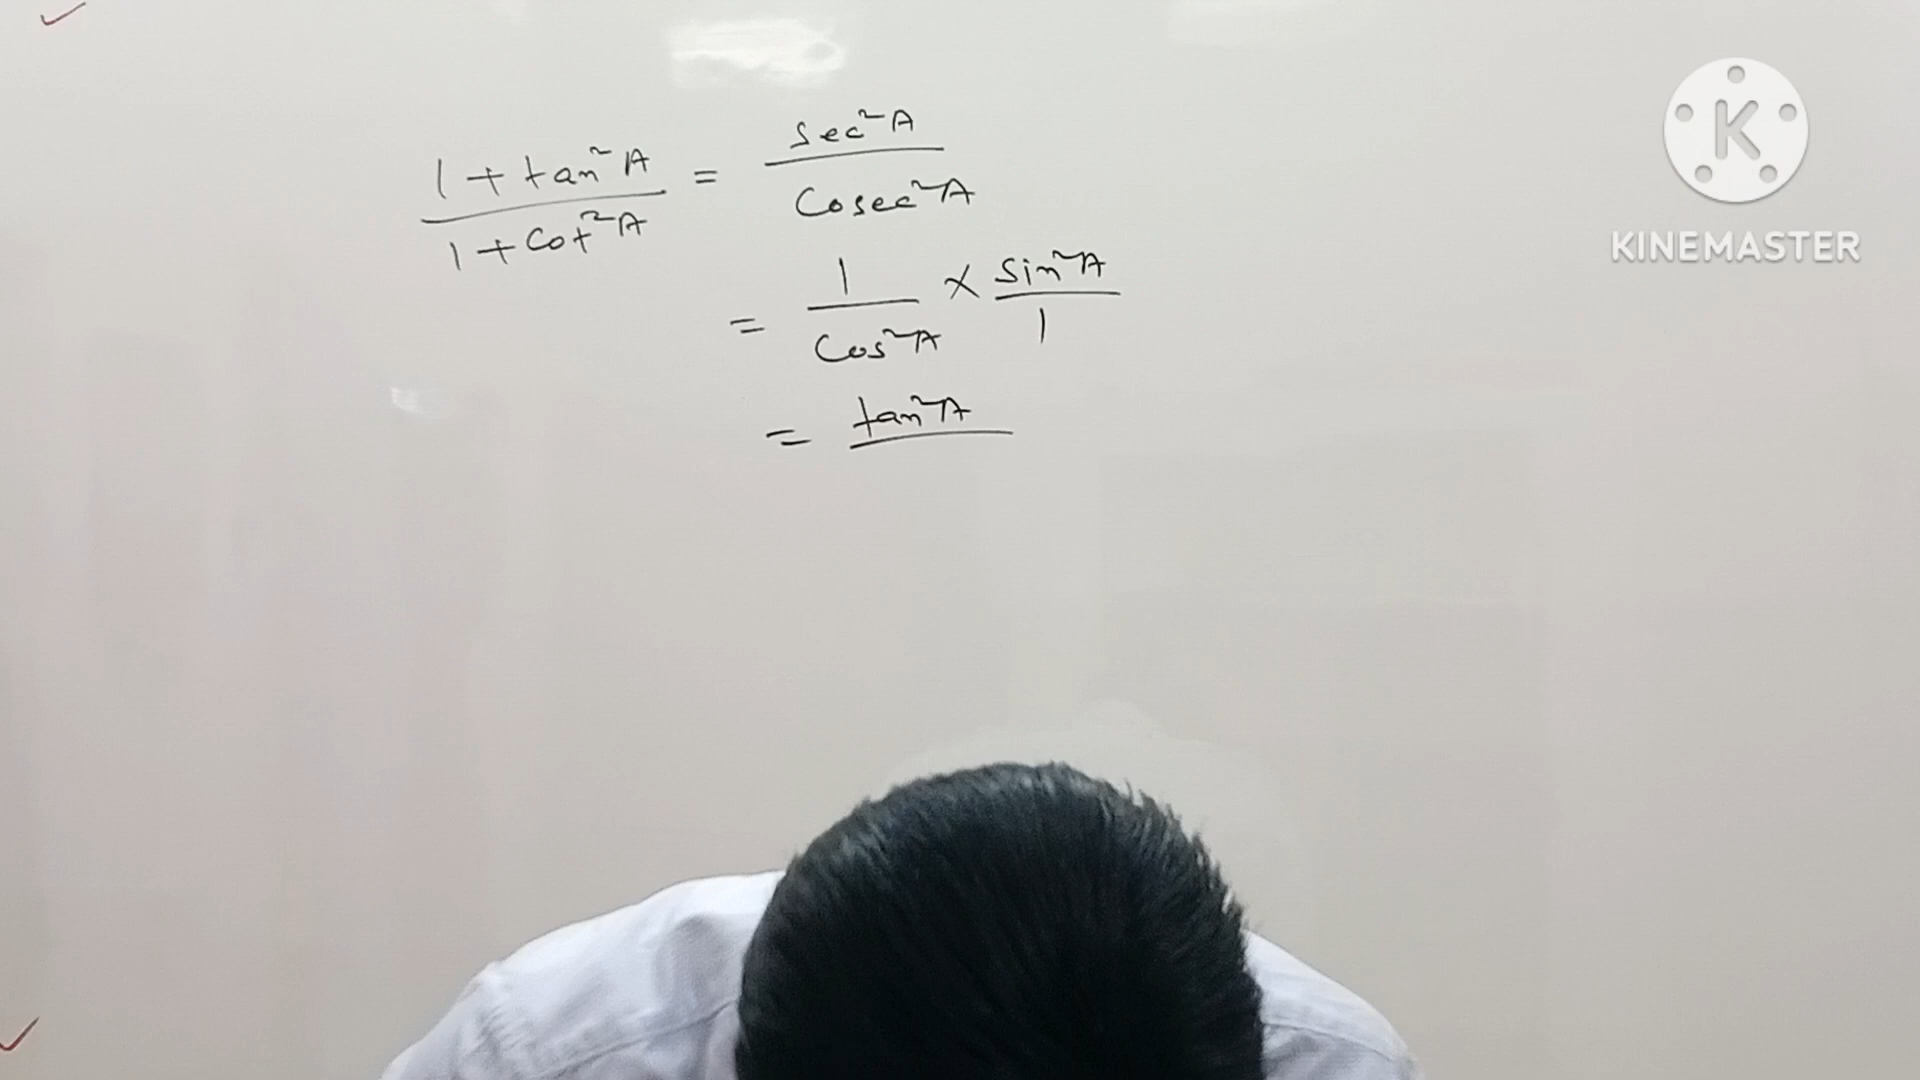 1 + tan²A / 1 + Cot²A = Sec²A / Cosec²A
= 1 / Cos²A × Sin²A / 1
= tan²A
K
KINEMASTER